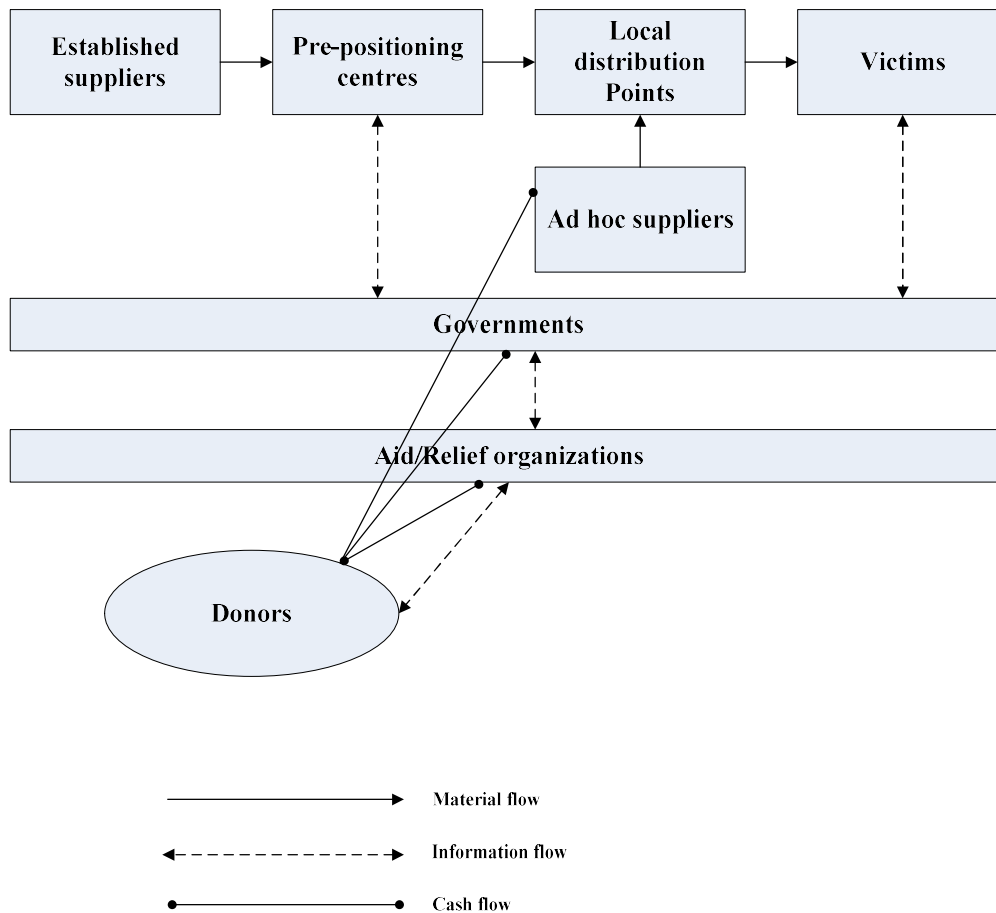 Established
suppliers
Pre-positioning
centres
Local
distribution
Points
Victims
Ad hoc suppliers
Governments
Aid/Relief organizations
Donors
Material flow
Information flow
Cash flow